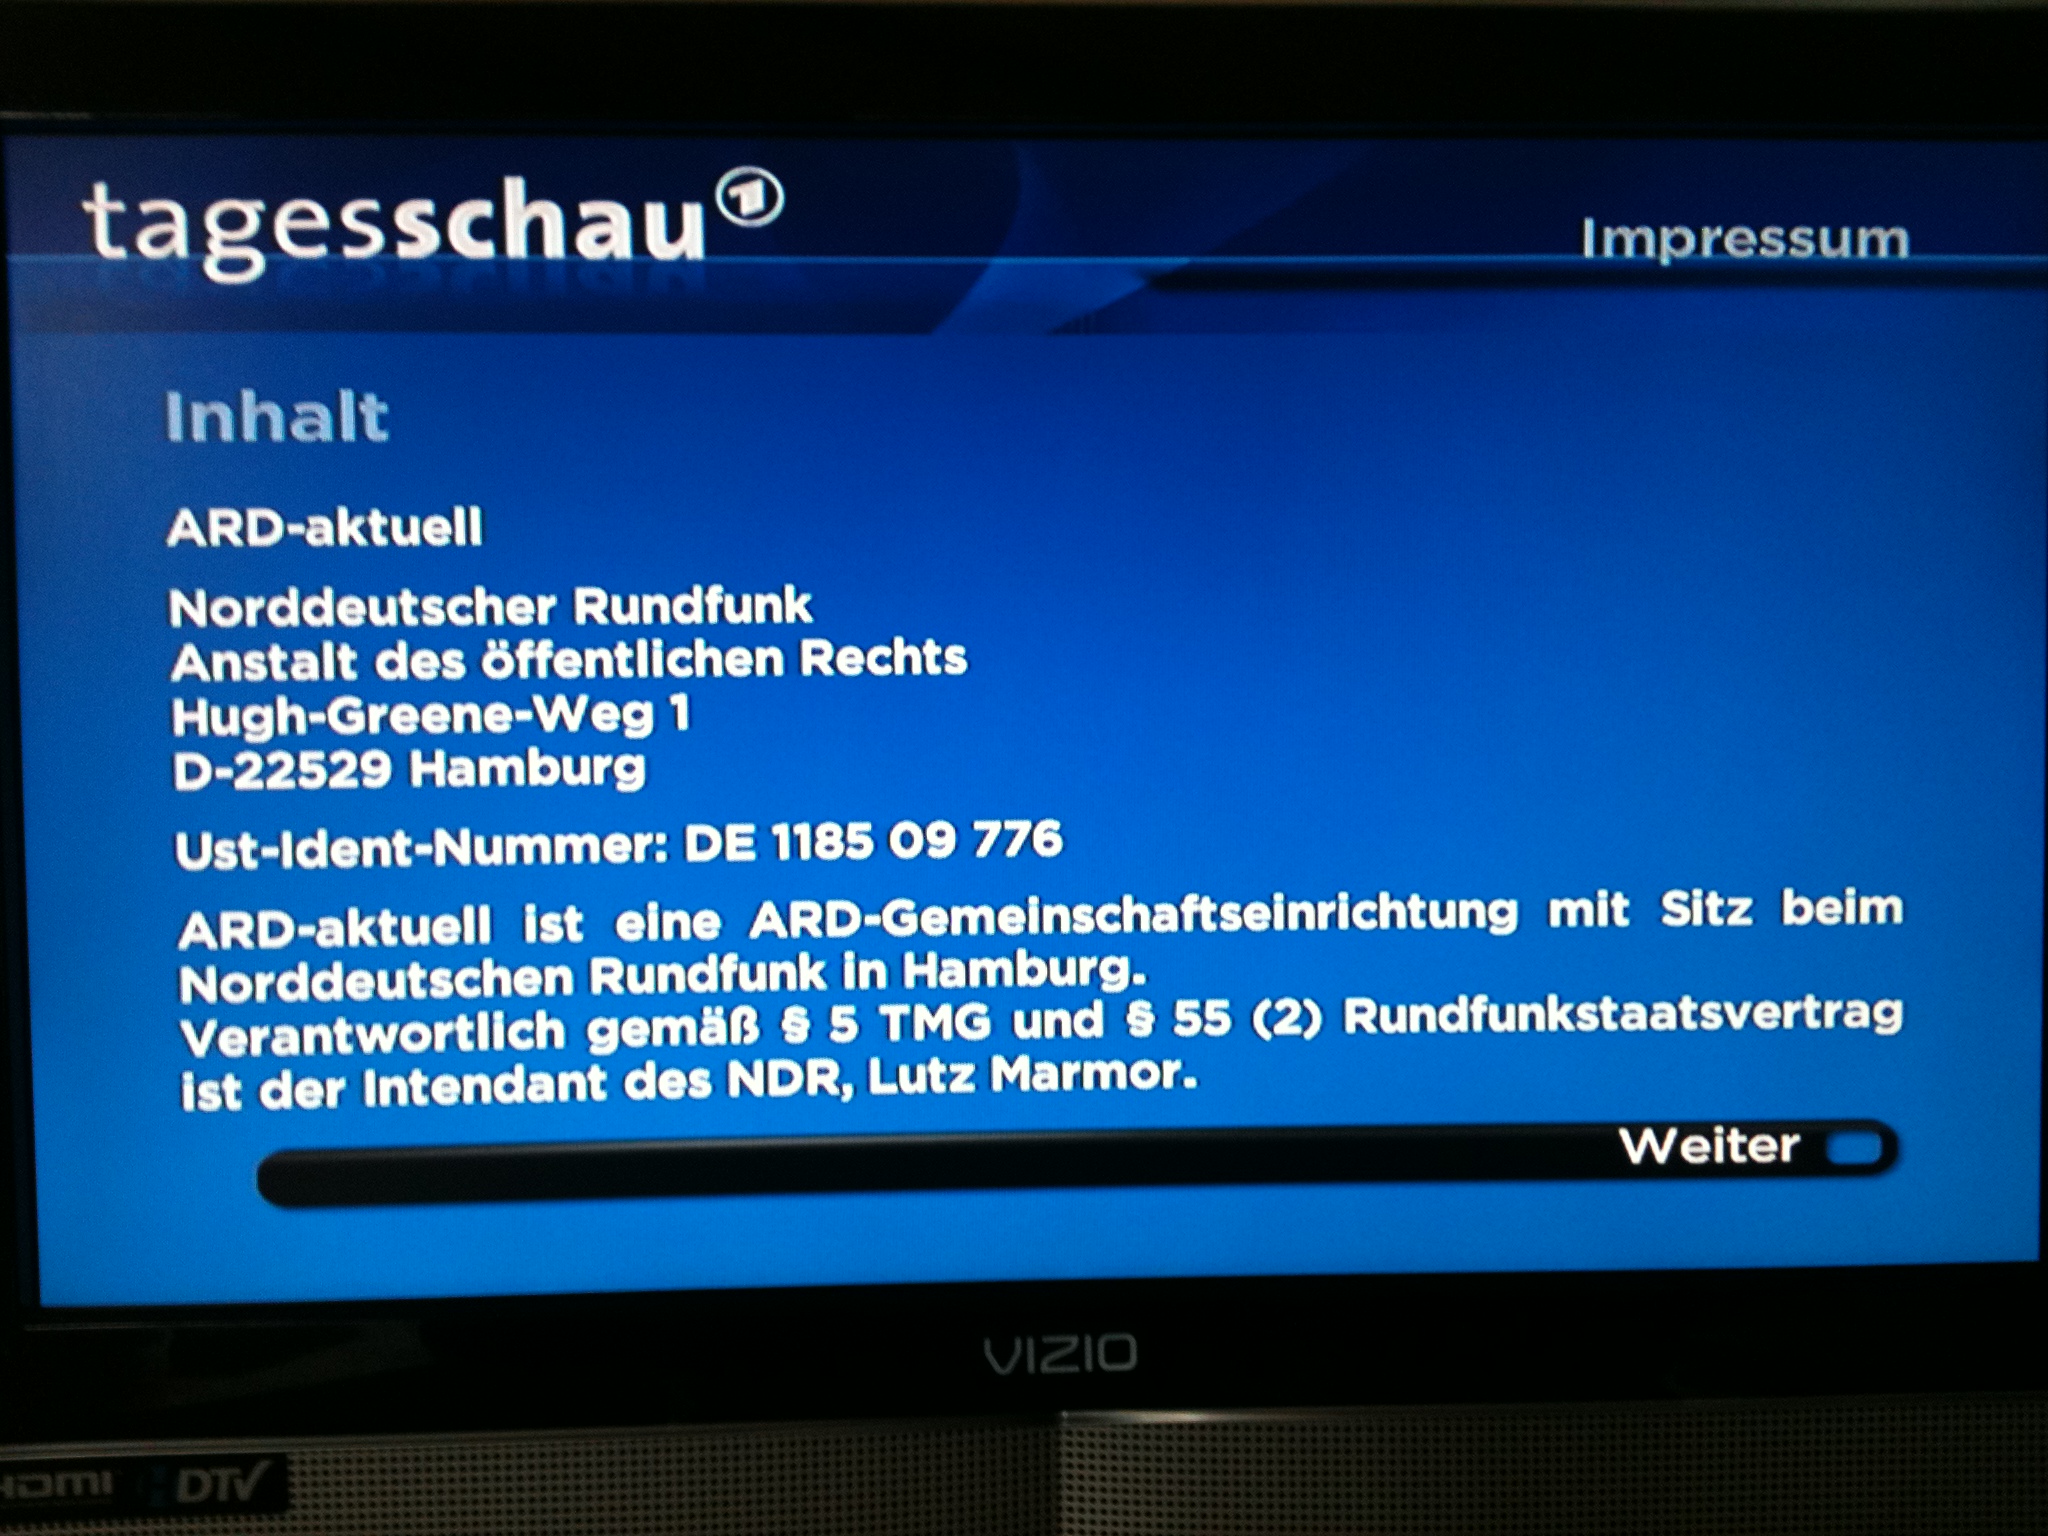 tagesschau
Impressum
Inhalt
ARD-aktuell
Norddeutscher Rundfunk
Anstalt des öffentlichen Rechts
Hugh-Greene-Weg 1
D-22529 Hamburg
Ust-Ident-Nummer: DE 1185 09 776
ARD-aktuell ist eine ARD-Gemeinschaftseinrichtung mit Sitz beim
Norddeutschen Rundfunk in Hamburg.
Verantwortlich gemäß § 5 TMG und § 55 (2) Rundfunkstaatsvertrag
ist der Intendant des NDR, Lutz Marmor.
Weiter
VIZIO
HDMI DTV